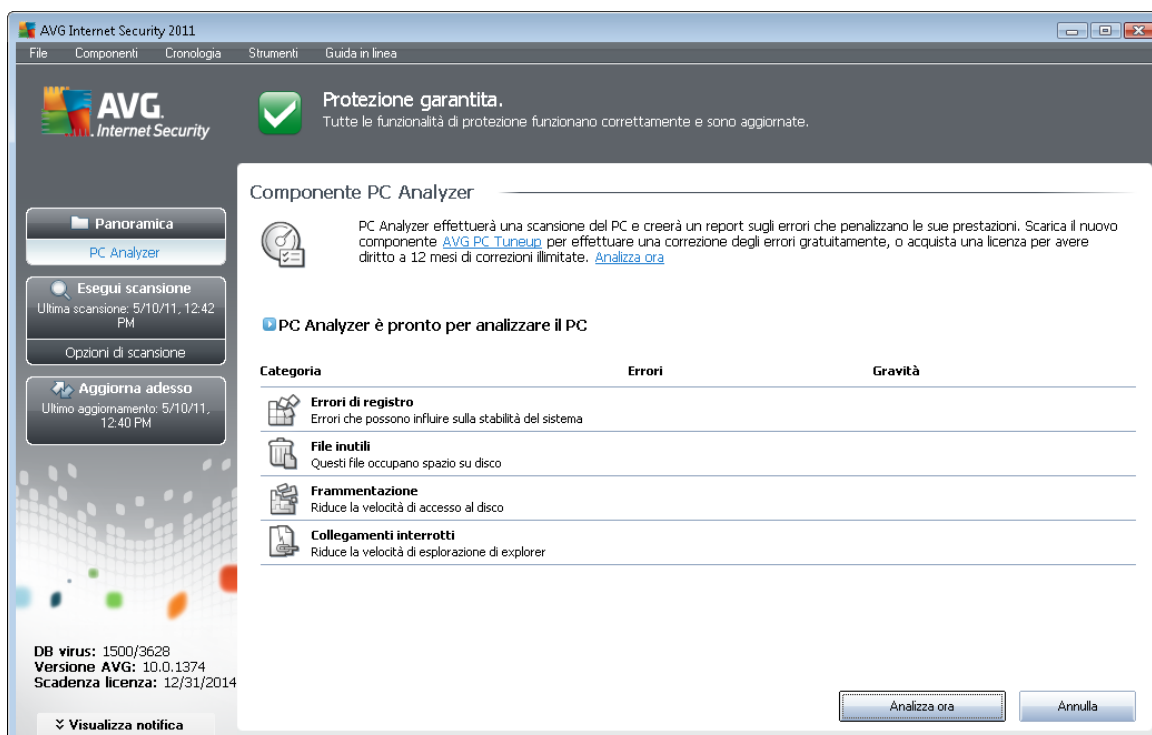 AVG Internet Security 2011
File Componenti Cronologia Strumenti Guida in linea
AVG.
Internet Security
Protezione garantita.
Tutte le funzionalità di protezione funzionano correttamente e sono aggiornate.
Panoramica
PC Analyzer
Esegui scansione
Ultima scansione: 5/10/11, 12:42
PM
Opzioni di scansione
Aggiorna adesso
Ultimo aggiornamento: 5/10/11,
12:40 PM
DB virus: 1500/3628
Versione AVG: 10.0.1374
Scadenza licenza: 12/31/2014
Visualizza notifica
Componente PC Analyzer
PC Analyzer effettuerà una scansione del PC e creerà un report sugli errori che penalizzano le sue prestazioni. Scarica il nuovo
componente AVG PC Tuneup per effettuare una correzione degli errori gratuitamente, o acquista una licenza per avere
diritto a 12 mesi di correzioni illimitate. Analizza ora
PC Analyzer è pronto per analizzare il PC
Categoria Errori Gravità
Errori di registro
Errori che possono influire sulla stabilità del sistema
File inutili
Questi file occupano spazio su disco
Frammentazione
Riduce la velocità di accesso al disco
Collegamenti interrotti
Riduce la velocità di esplorazione di explorer
Analizza ora Annulla